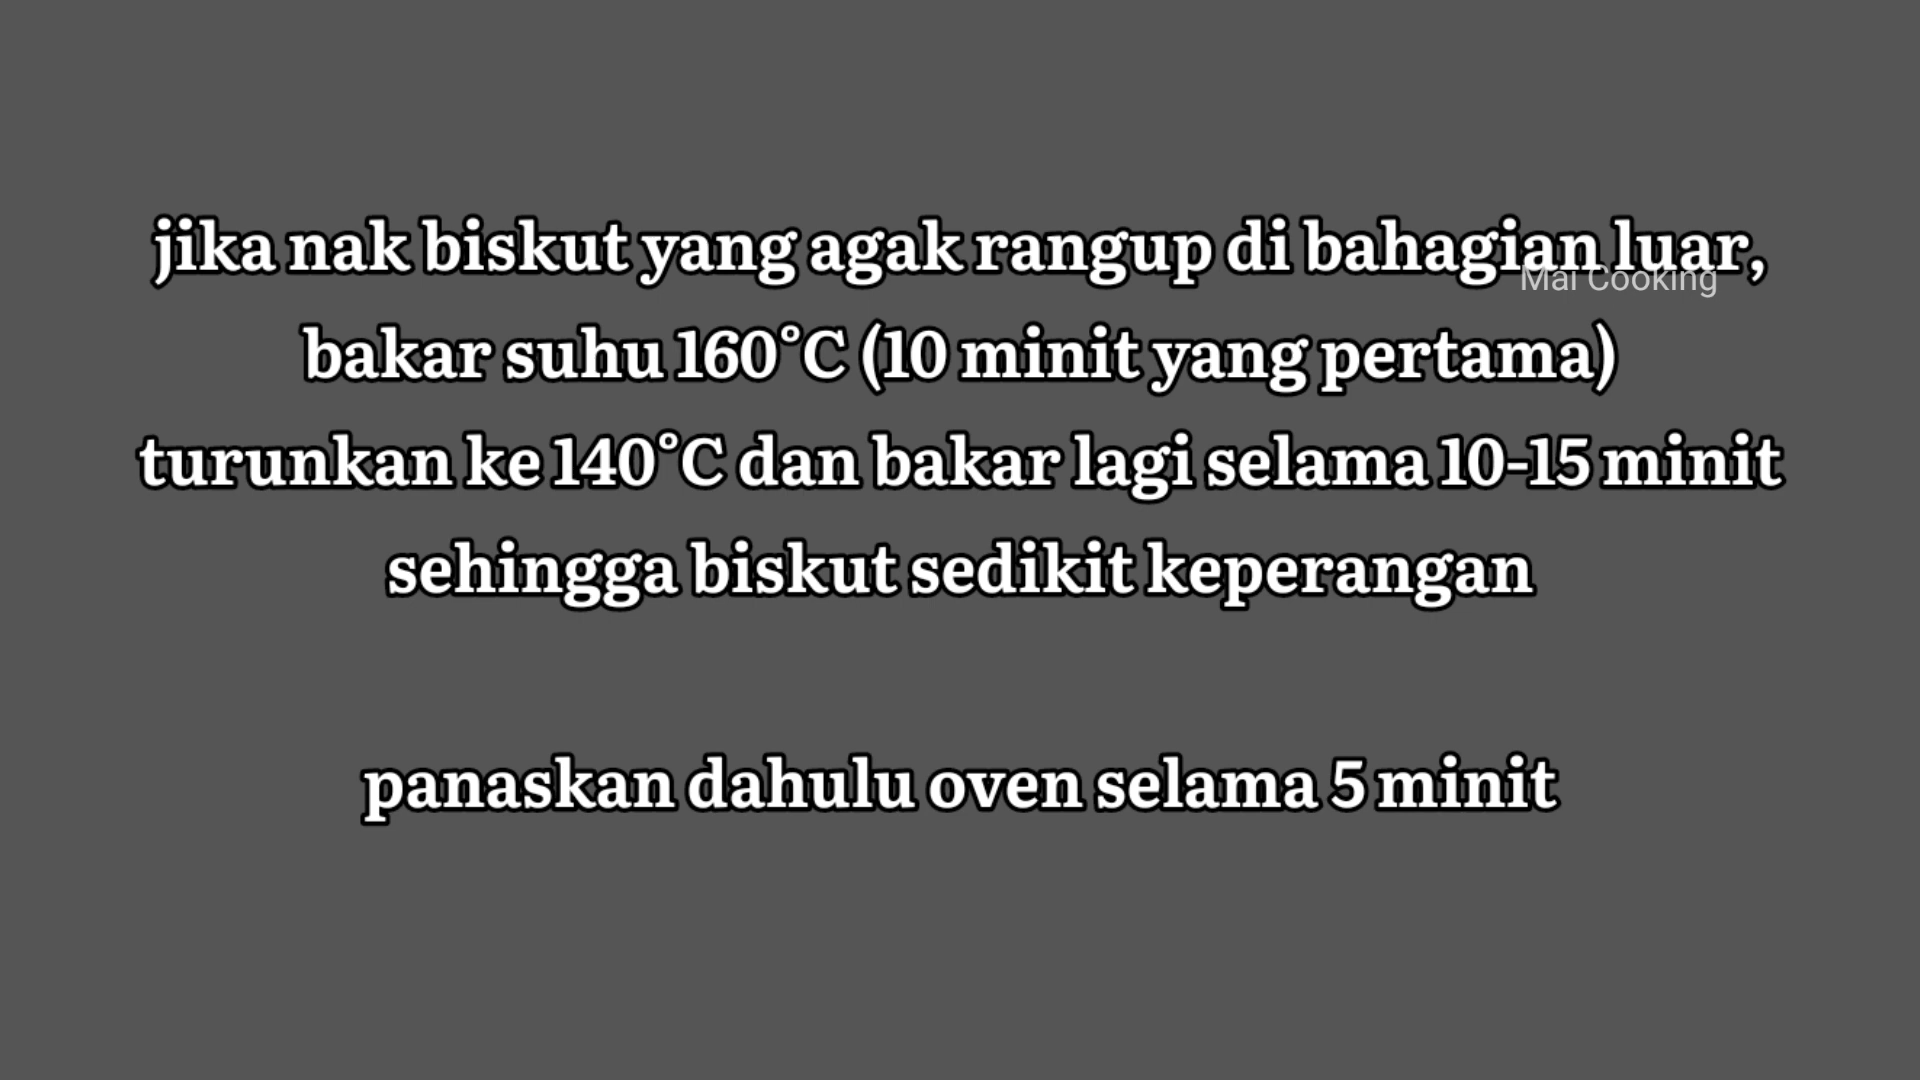 jika nak biskut yang agak rangup di bahagian luar,
Mai Cooking
bakar suhu 160°C (10 minit yang pertama)
turunkan ke 140°C dan bakar lagi selama 10-15 minit
sehingga biskut sedikit keperangan
panaskan dahulu oven selama 5 minit